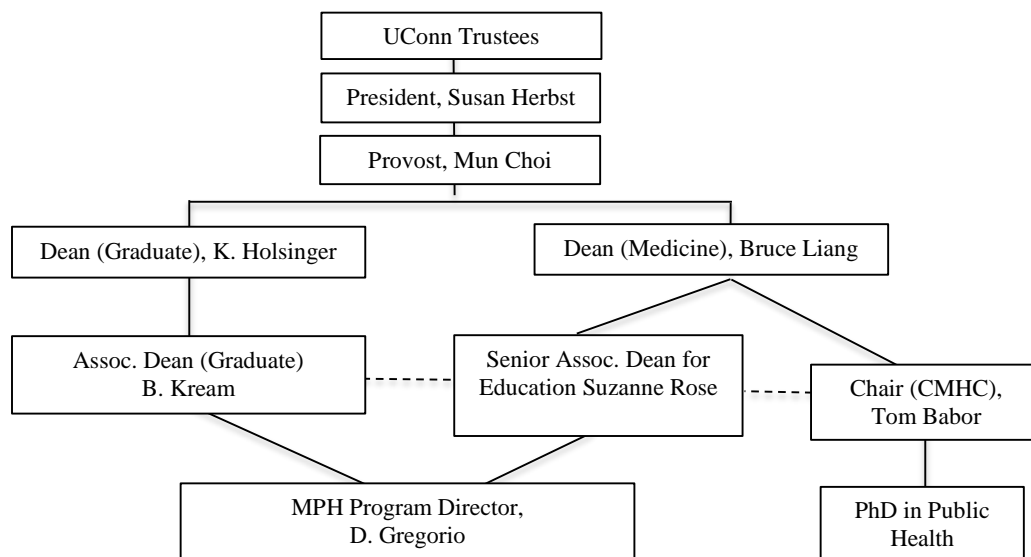 UConn Trustees
President, Susan Herbst
Provost, Mun Choi
Dean (Graduate), K. Holsinger
Dean (Medicine), Bruce Liang
Assoc. Dean (Graduate)
B. Kream
Senior Assoc. Dean for
Education Suzanne Rose
Chair (CMHC),
Tom Babor
MPH Program Director,
D. Gregorio
PhD in Public
Health